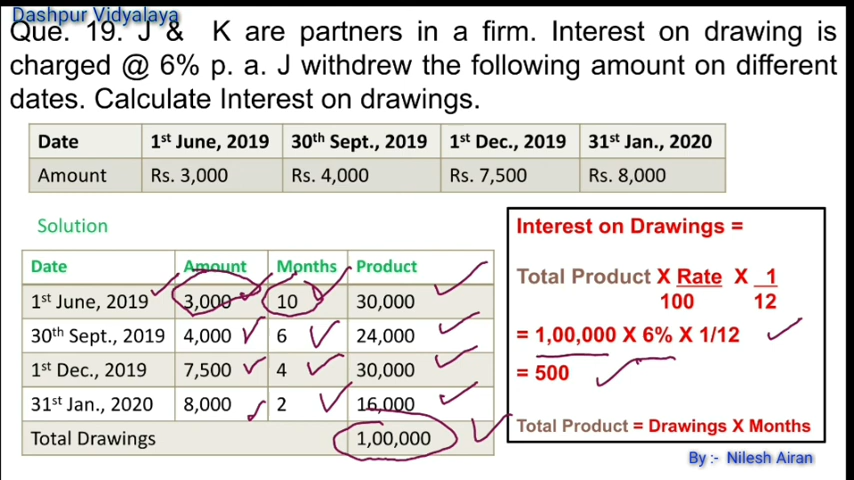 Dashpur Vidyalaya
Que. 19. J & K are partners in a firm. Interest on drawing is
charged @ 6% p. a. J withdrew the following amount on different
dates. Calculate Interest on drawings.
Date 1st June, 2019 30th Sept., 2019 1st Dec., 2019 31st Jan., 2020
Amount Rs. 3,000 Rs. 4,000 Rs. 7,500 Rs. 8,000
Solution
Date Amount Months Product
1st June, 2019 3,000 10 30,000
30th Sept., 2019 4,000 6 24,000
1st Dec., 2019 7,500 4 30,000
31st Jan., 2020 8,000 2 16,000
Total Drawings 1,00,000
Interest on Drawings =
Total Product X Rate X 1
100 12
= 1,00,000 X 6% X 1/12
= 500
Total Product = Drawings X Months
By :- Nilesh Airan